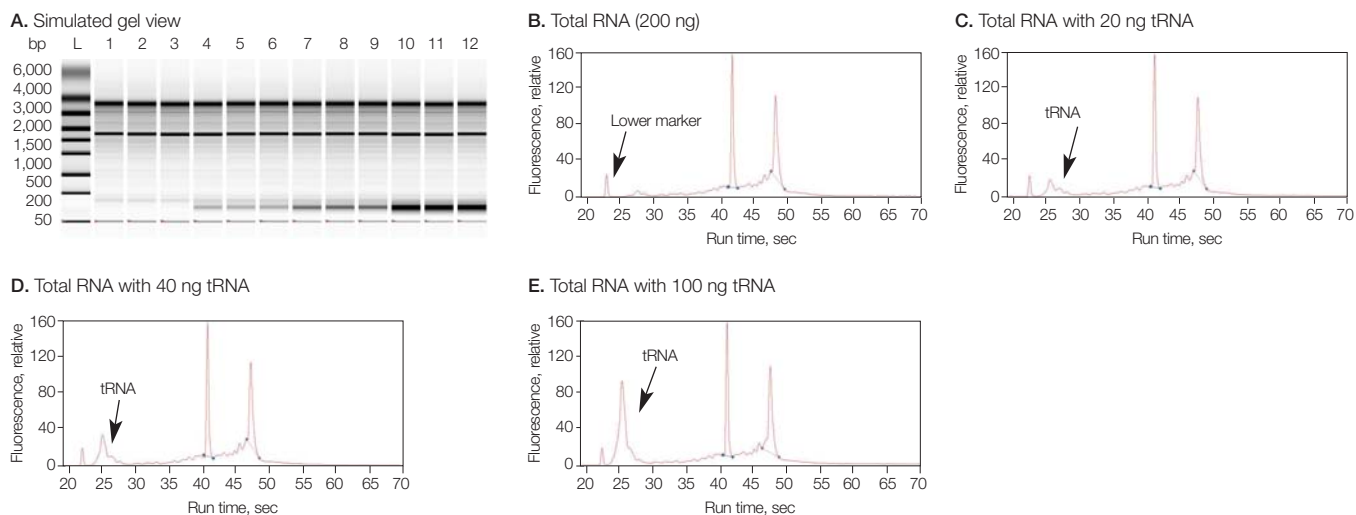 A. Simulated gel view
bp L 1 2 3 4 5 6 7 8 9 10 11 12
6,000
4,000
3,000
2,000
1,500
1,000
500
200
50
B. Total RNA (200 ng)
Fluorescence, relative
160
120
80
40
0
Lower marker
20 25 30 35 40 45 50 55 60 65 70
Run time, sec
C. Total RNA with 20 ng tRNA
Fluorescence, relative
160
120
80
40
0
tRNA
20 25 30 35 40 45 50 55 60 65 70
Run time, sec
D. Total RNA with 40 ng tRNA
Fluorescence, relative
160
120
80
40
0
tRNA
20 25 30 35 40 45 50 55 60 65 70
Run time, sec
E. Total RNA with 100 ng tRNA
Fluorescence, relative
160
120
80
40
0
tRNA
20 25 30 35 40 45 50 55 60 65 70
Run time, sec